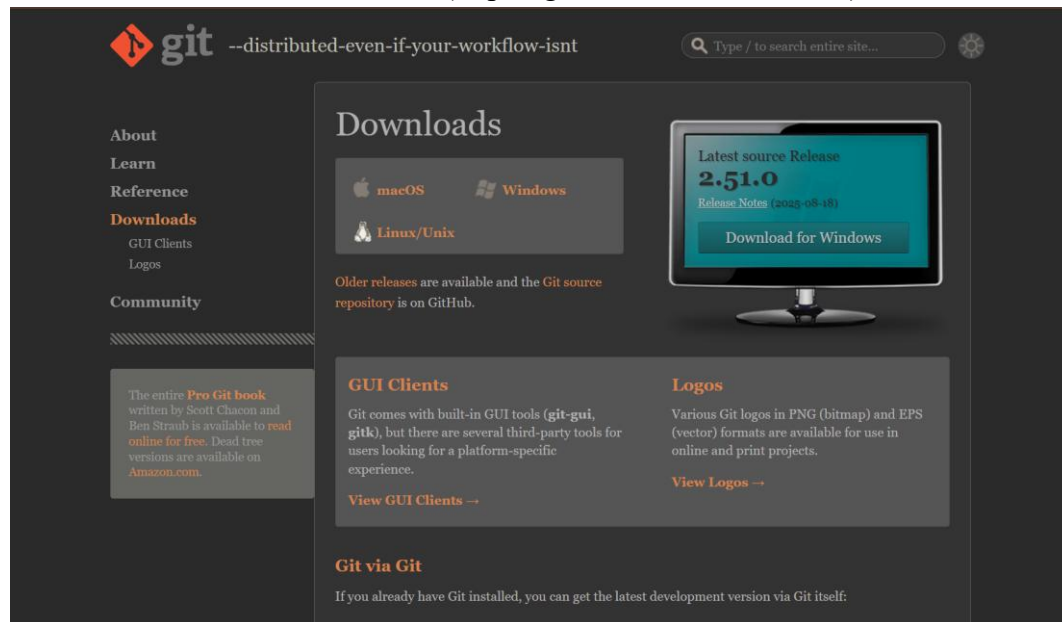 git --distributed-even-if-your-workflow-isnt
Type / to search entire site...
About
Learn
Reference
Downloads
GUI Clients
Logos
Community
The entire Pro Git book
written by Scott Chacon and
Ben Straub is available to read
online for free. Dead tree
versions are available on
Amazon.com.
Downloads
macOS
Windows
Linux/Unix
Older releases are available and the Git source
repository is on GitHub.
Latest source Release
2.51.0
Release Notes (2025-08-18)
Download for Windows
GUI Clients
Git comes with built-in GUI tools (git-gui,
gitk), but there are several third-party tools for
users looking for a platform-specific
experience.
View GUI Clients →
Logos
Various Git logos in PNG (bitmap) and EPS
(vector) formats are available for use in
online and print projects.
View Logos →
Git via Git
If you already have Git installed, you can get the latest development version via Git itself: